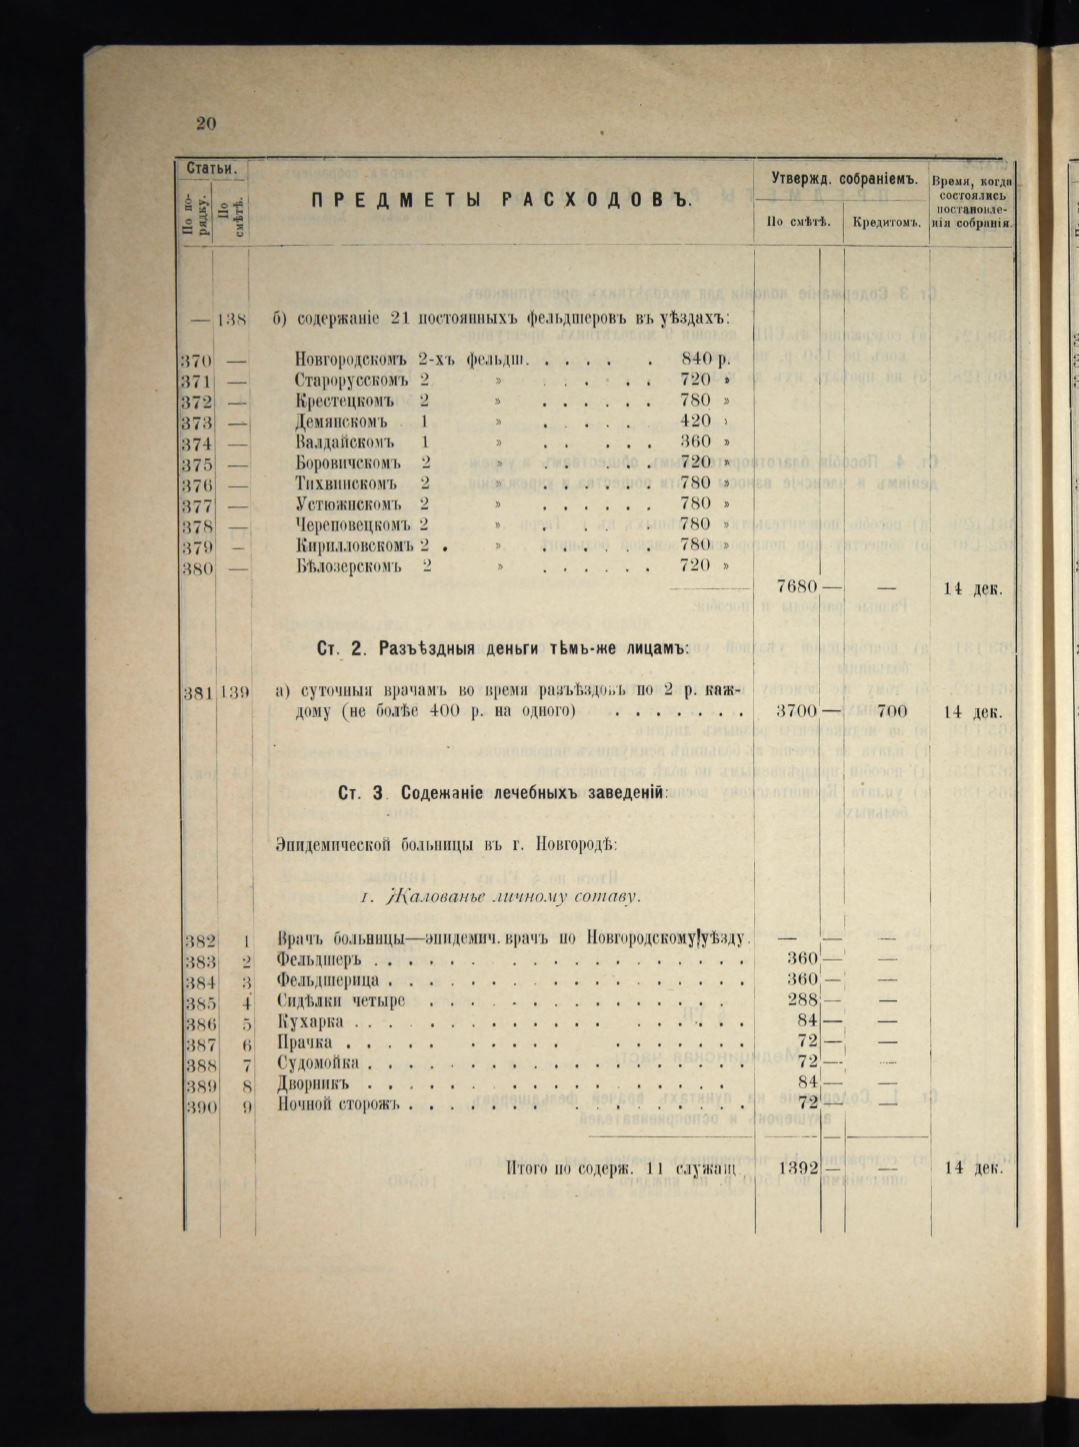 20
Статьи.
По по-
рядку.
По
смѣтѣ.
ПРЕДМЕТЫ РАСХОДОВЪ.
Утвержд. собраніемъ.
По смѣтѣ.
Кредитомъ.
Время, когда
состоялись
постановле-
нія собранія.
— 138 б) содержаніе 21 постоянныхъ фельдшеровъ въ уѣздахъ:
370 — Новгородскомъ 2-хъ фельдш. . . . . . 840 р.
371 — Старорусскомъ 2 » . . . . . . 720 »
372 — Крестецкомъ 2 » . . . . . . 780 »
373 — Демянскомъ 1 » . . . . . 420 »
374 — Валдайскомъ 1 » . . . . . 360 »
375 — Боровичскомъ 2 » . . . . . 720 »
376 — Тихвинскомъ 2 » . . . . . . 780 »
377 — Устюжнскомъ 2 » . . . . . . 780 »
378 — Череповецкомъ 2 » . . . . . 780 »
379 — Кирилловскомъ 2 . » . . . . . . 780 »
380 — Бѣлозерскомъ 2 » . . . . . . 720 »
7680 — — 14 дек.
Ст. 2. Разъѣздныя деньги тѣмъ-же лицамъ:
381 139 а) суточныя врачамъ во время разъѣздовъ по 2 р. каж-
дому (не болѣе 400 р. на одного) . . . . . . . 3700 — 700 14 дек.
Ст. 3. Содежаніе лечебныхъ заведеній:
Эпидемической больницы въ г. Новгородѣ:
1. Жалованье личному сотаву.
382 1 Врачъ больницы—эпидемич. врачъ по Новгородскому уѣзду. — — —
383 2 Фельдшеръ . . . . . . . . . . . . . . . . 360 — —
384 3 Фельдшерица . . . . . . . . . . . . . . . . 360 — —
385 4 Сидѣлки четыре . . . . . . . . . . . . . 288 — —
386 5 Кухарка . . . . . . . . . . . . . . . . 84 — —
387 6 Прачка . . . . . . . . . . . . . . . . 72 — —
388 7 Судомойка . . . . . . . . . . . . . . . . 72 — —
389 8 Дворникъ . . . . . . . . . . . . . . . 84 — —
390 9 Ночной сторожъ . . . . . . . . . . . . . . 72 — —
Итого по содерж. 11 служащ. 1392 — — 14 дек.